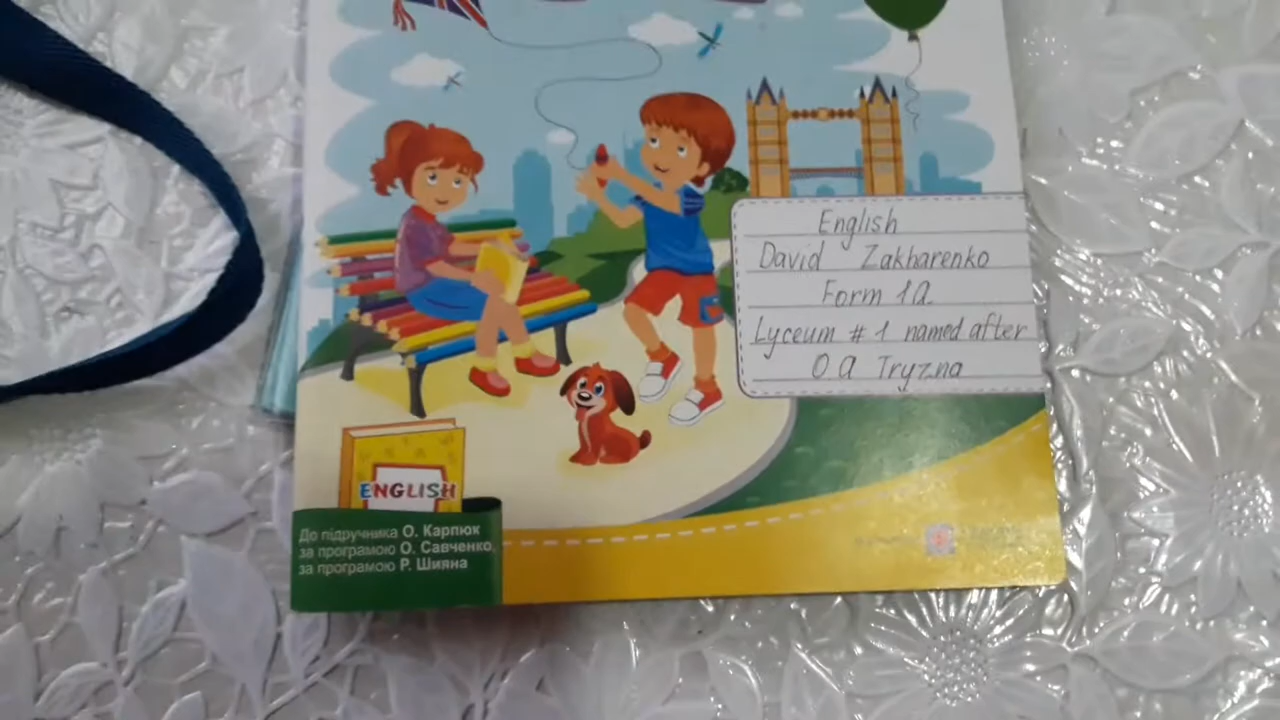 English
David Zakharenko
Form 1a
Lyceum # 1 named after
O A Tryzna
ENGLISH
До підручника О. Карпюк
за програмою О. Савченко,
за програмою Р. Шияна